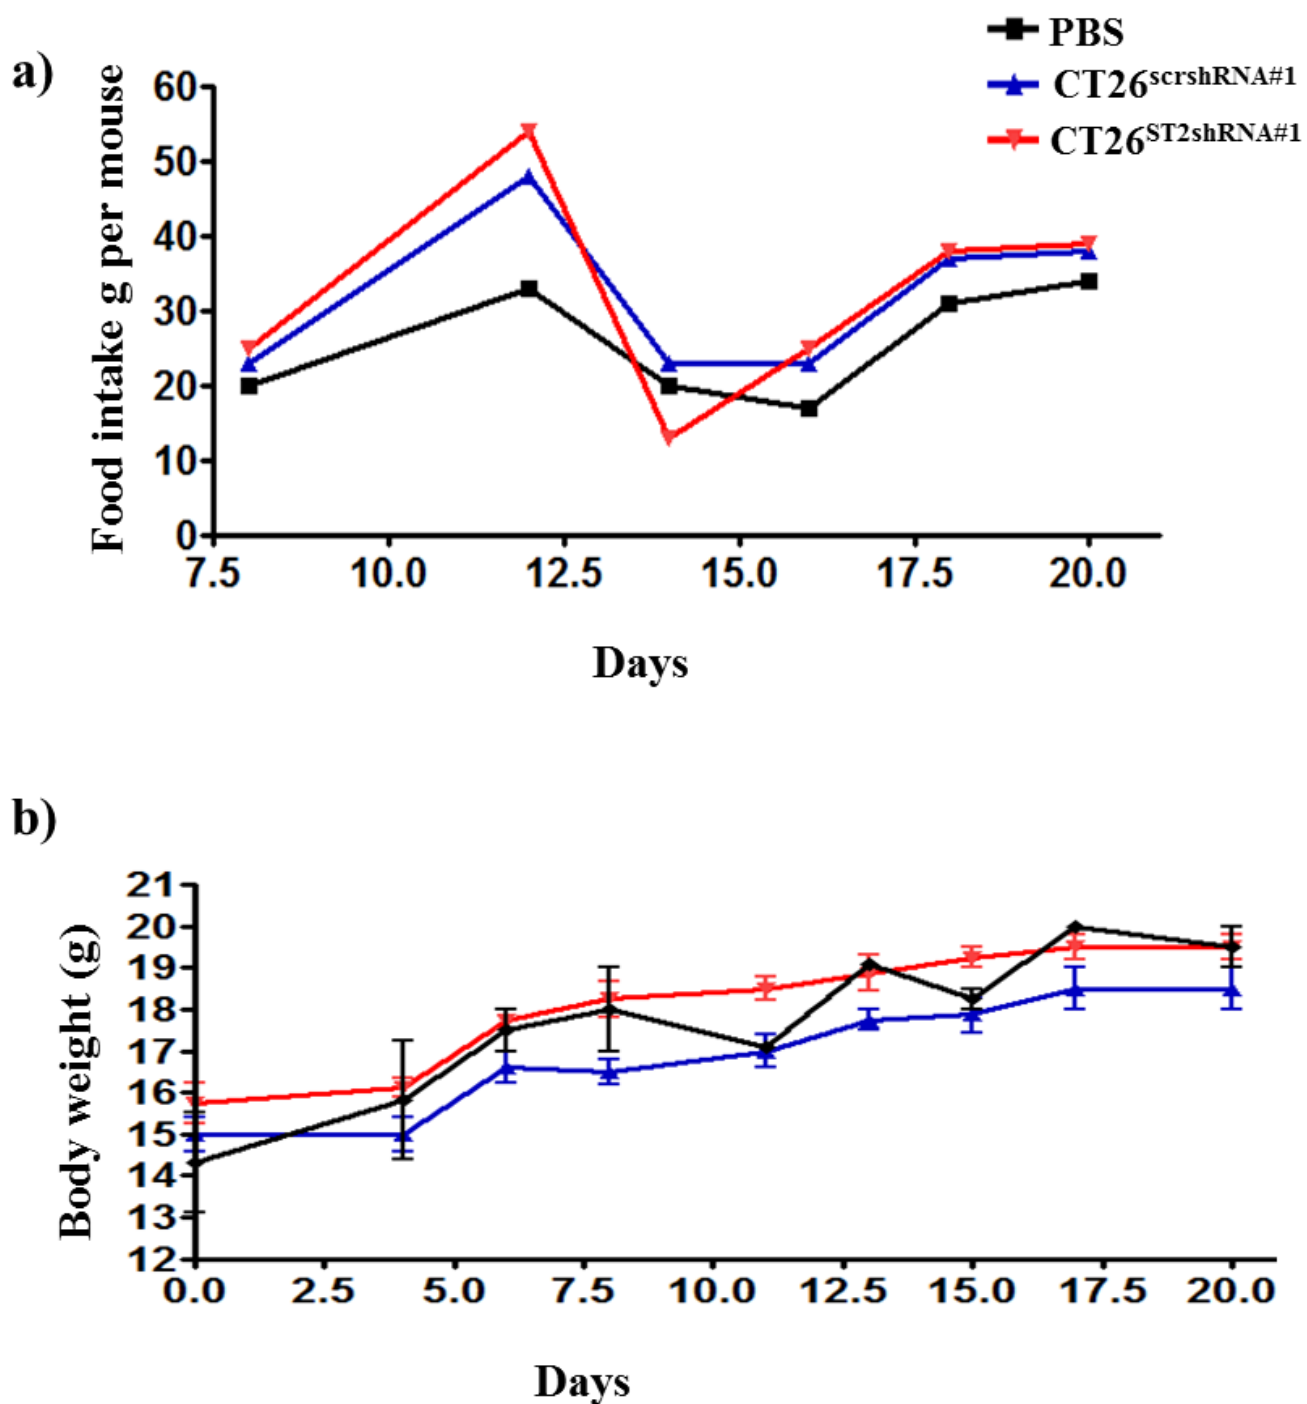 PBS
a)
CT26scrshRNA#1
CT26ST2shRNA#1
Food intake g per mouse
60
50
40
30
20
10
0
7.5 10.0 12.5 15.0 17.5 20.0
Days
b)
Body weight (g)
21
20
19
18
17
16
15
14
13
12
0.0 2.5 5.0 7.5 10.0 12.5 15.0 17.5 20.0
Days